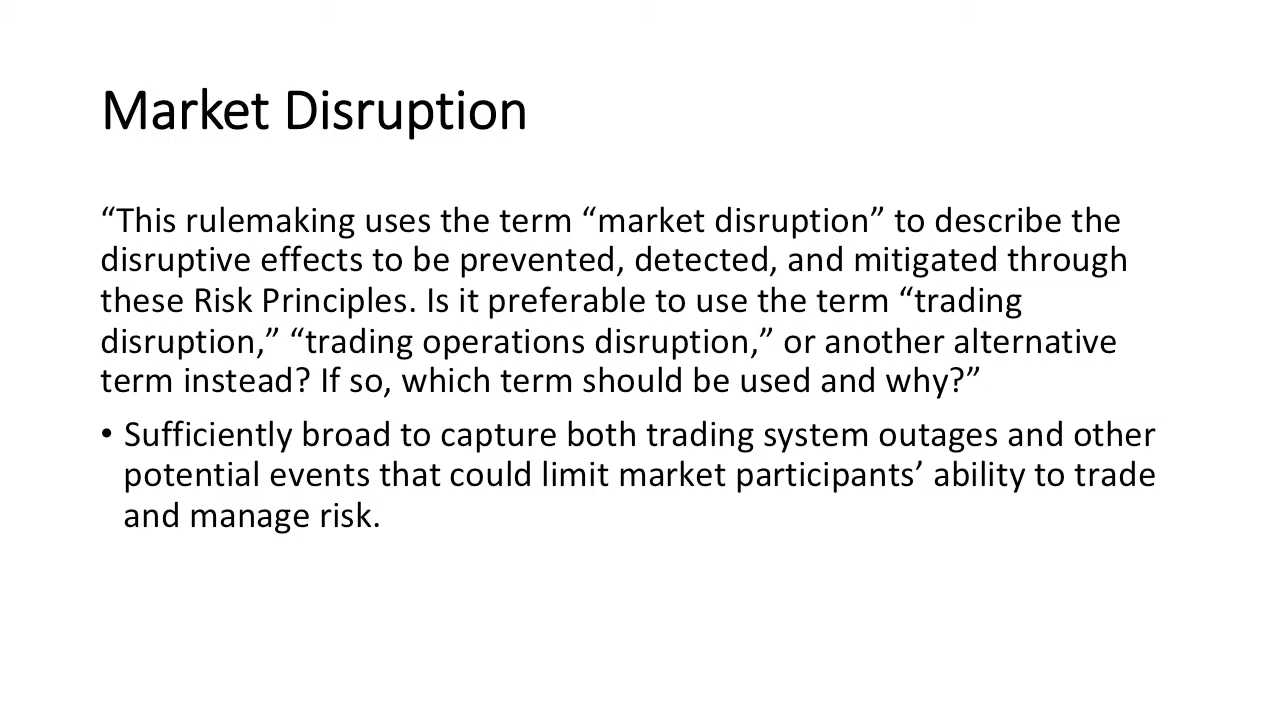 Market Disruption
“This rulemaking uses the term “market disruption” to describe the
disruptive effects to be prevented, detected, and mitigated through
these Risk Principles. Is it preferable to use the term “trading
disruption,” “trading operations disruption,” or another alternative
term instead? If so, which term should be used and why?”
• Sufficiently broad to capture both trading system outages and other
potential events that could limit market participants’ ability to trade
and manage risk.